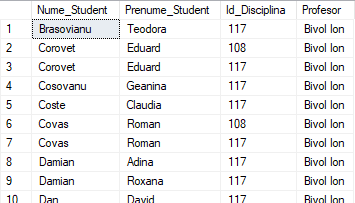 Nume_Student Prenume_Student Id_Disciplina Profesor
1 Brasovianu Teodora 117 Bivol Ion
2 Corovet Eduard 108 Bivol Ion
3 Corovet Eduard 117 Bivol Ion
4 Cosovanu Geanina 117 Bivol Ion
5 Coste Claudia 117 Bivol Ion
6 Covas Roman 108 Bivol Ion
7 Covas Roman 117 Bivol Ion
8 Damian Adina 117 Bivol Ion
9 Damian Roxana 117 Bivol Ion
10 Dan David 117 Bivol Ion